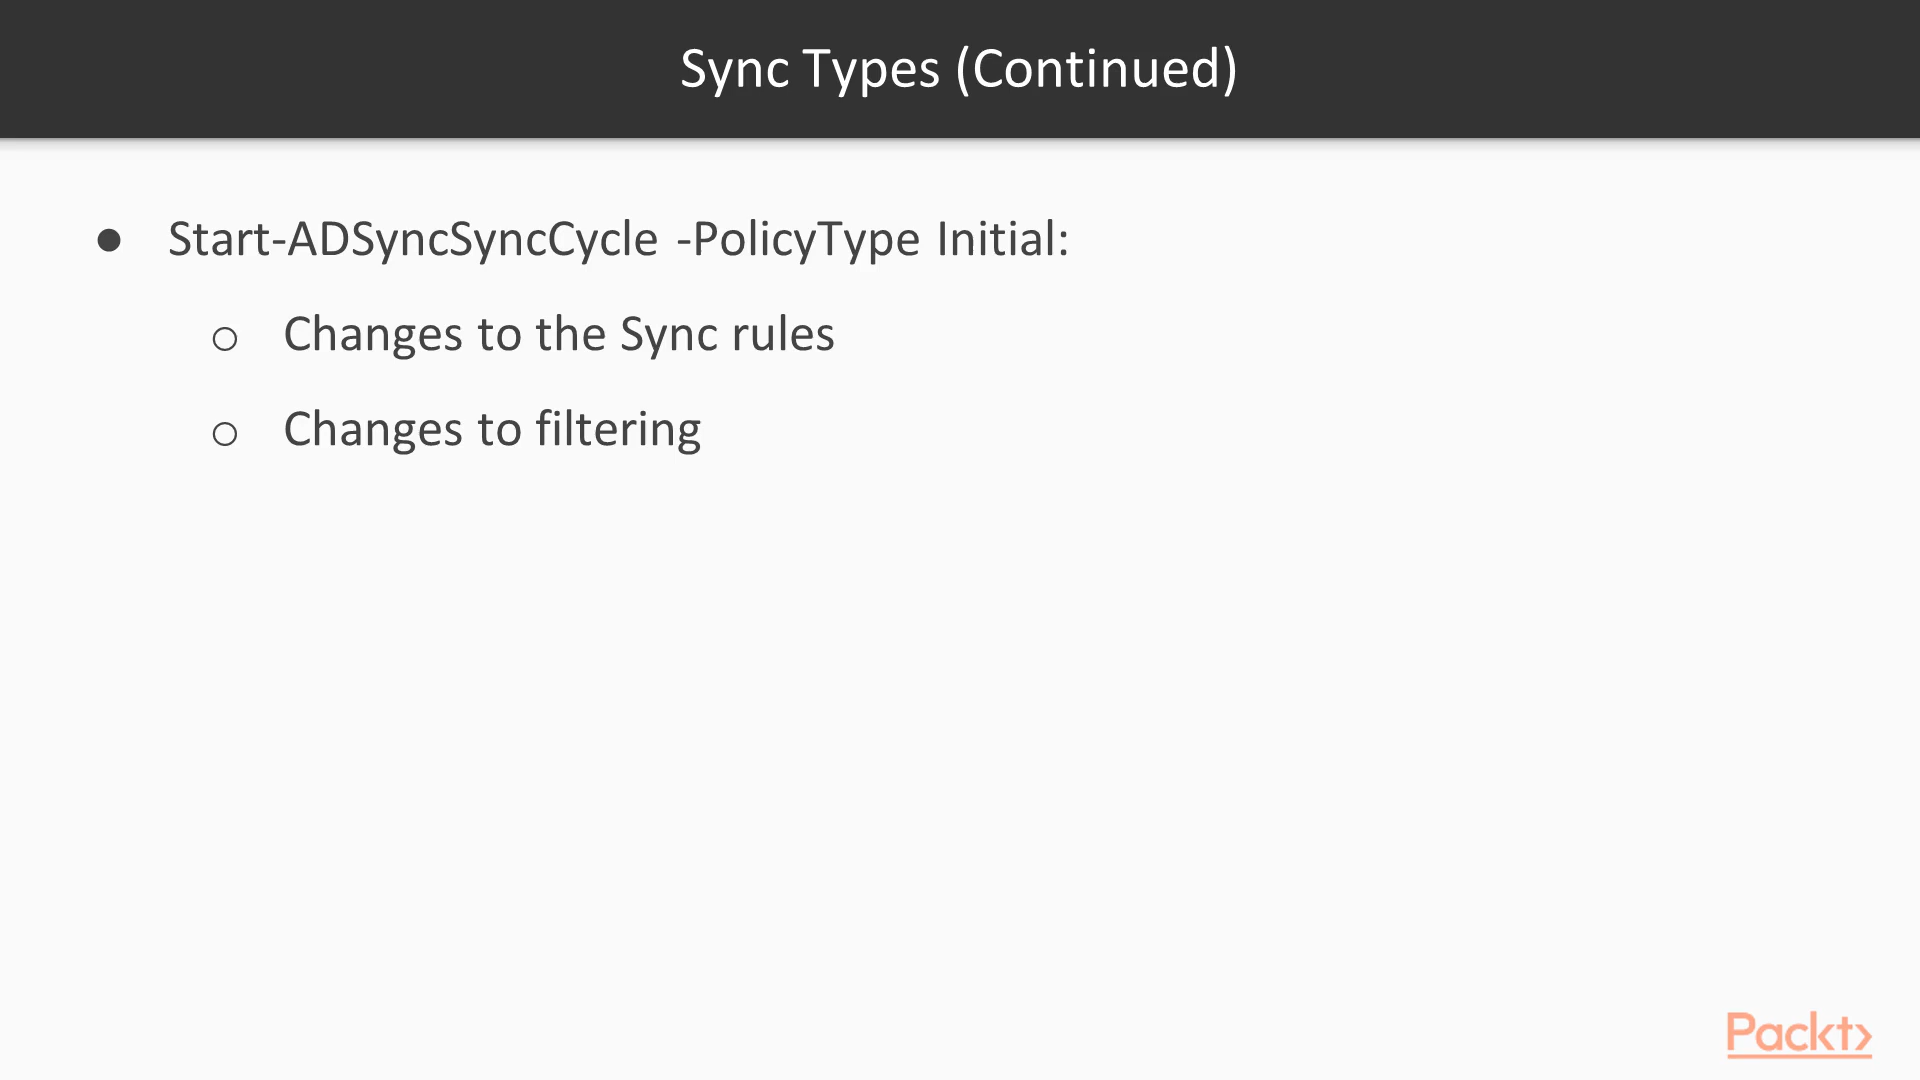 Sync Types (Continued)
● Start-ADSyncSyncCycle -PolicyType Initial:
○ Changes to the Sync rules
○ Changes to filtering
Packt>